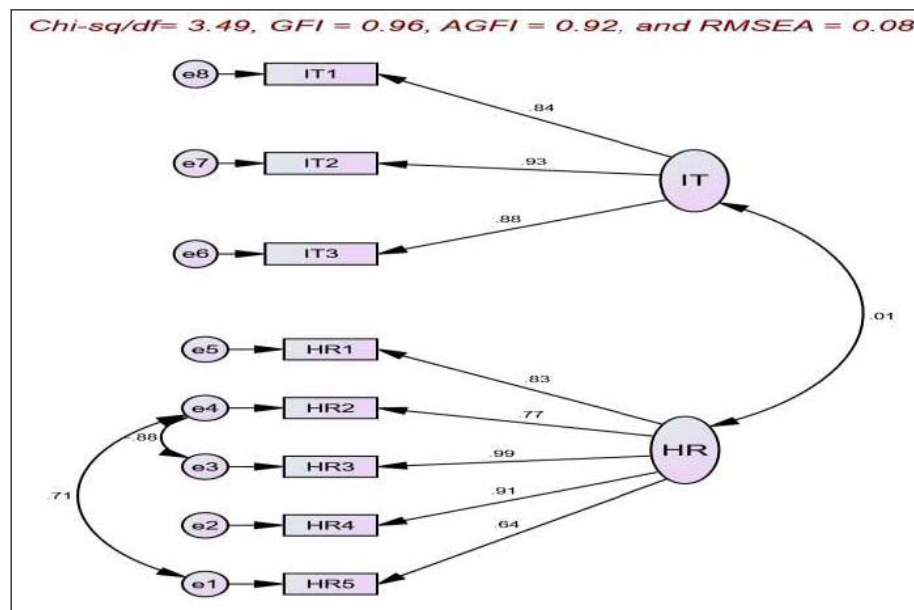 Chi-sq/df= 3.49, GFI = 0.96, AGFI = 0.92, and RMSEA = 0.08
e8 IT1
.84
e7 IT2 .93 IT
.88
e6 IT3
.01
e5 HR1
.83
e4 HR2 .77
-.88 HR
e3 HR3 .99
.71 .91
e2 HR4
.64
e1 HR5